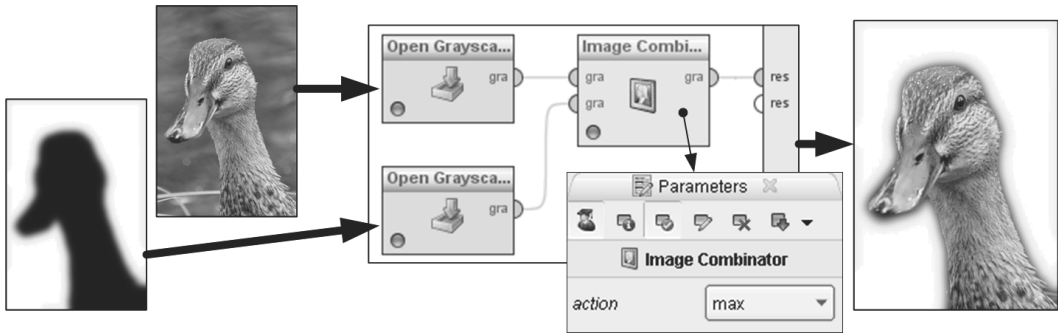 Open Graysca...
gra
Image Combi...
gra
gra
gra
res
res
Open Graysca...
gra
Parameters
Image Combinator
action
max